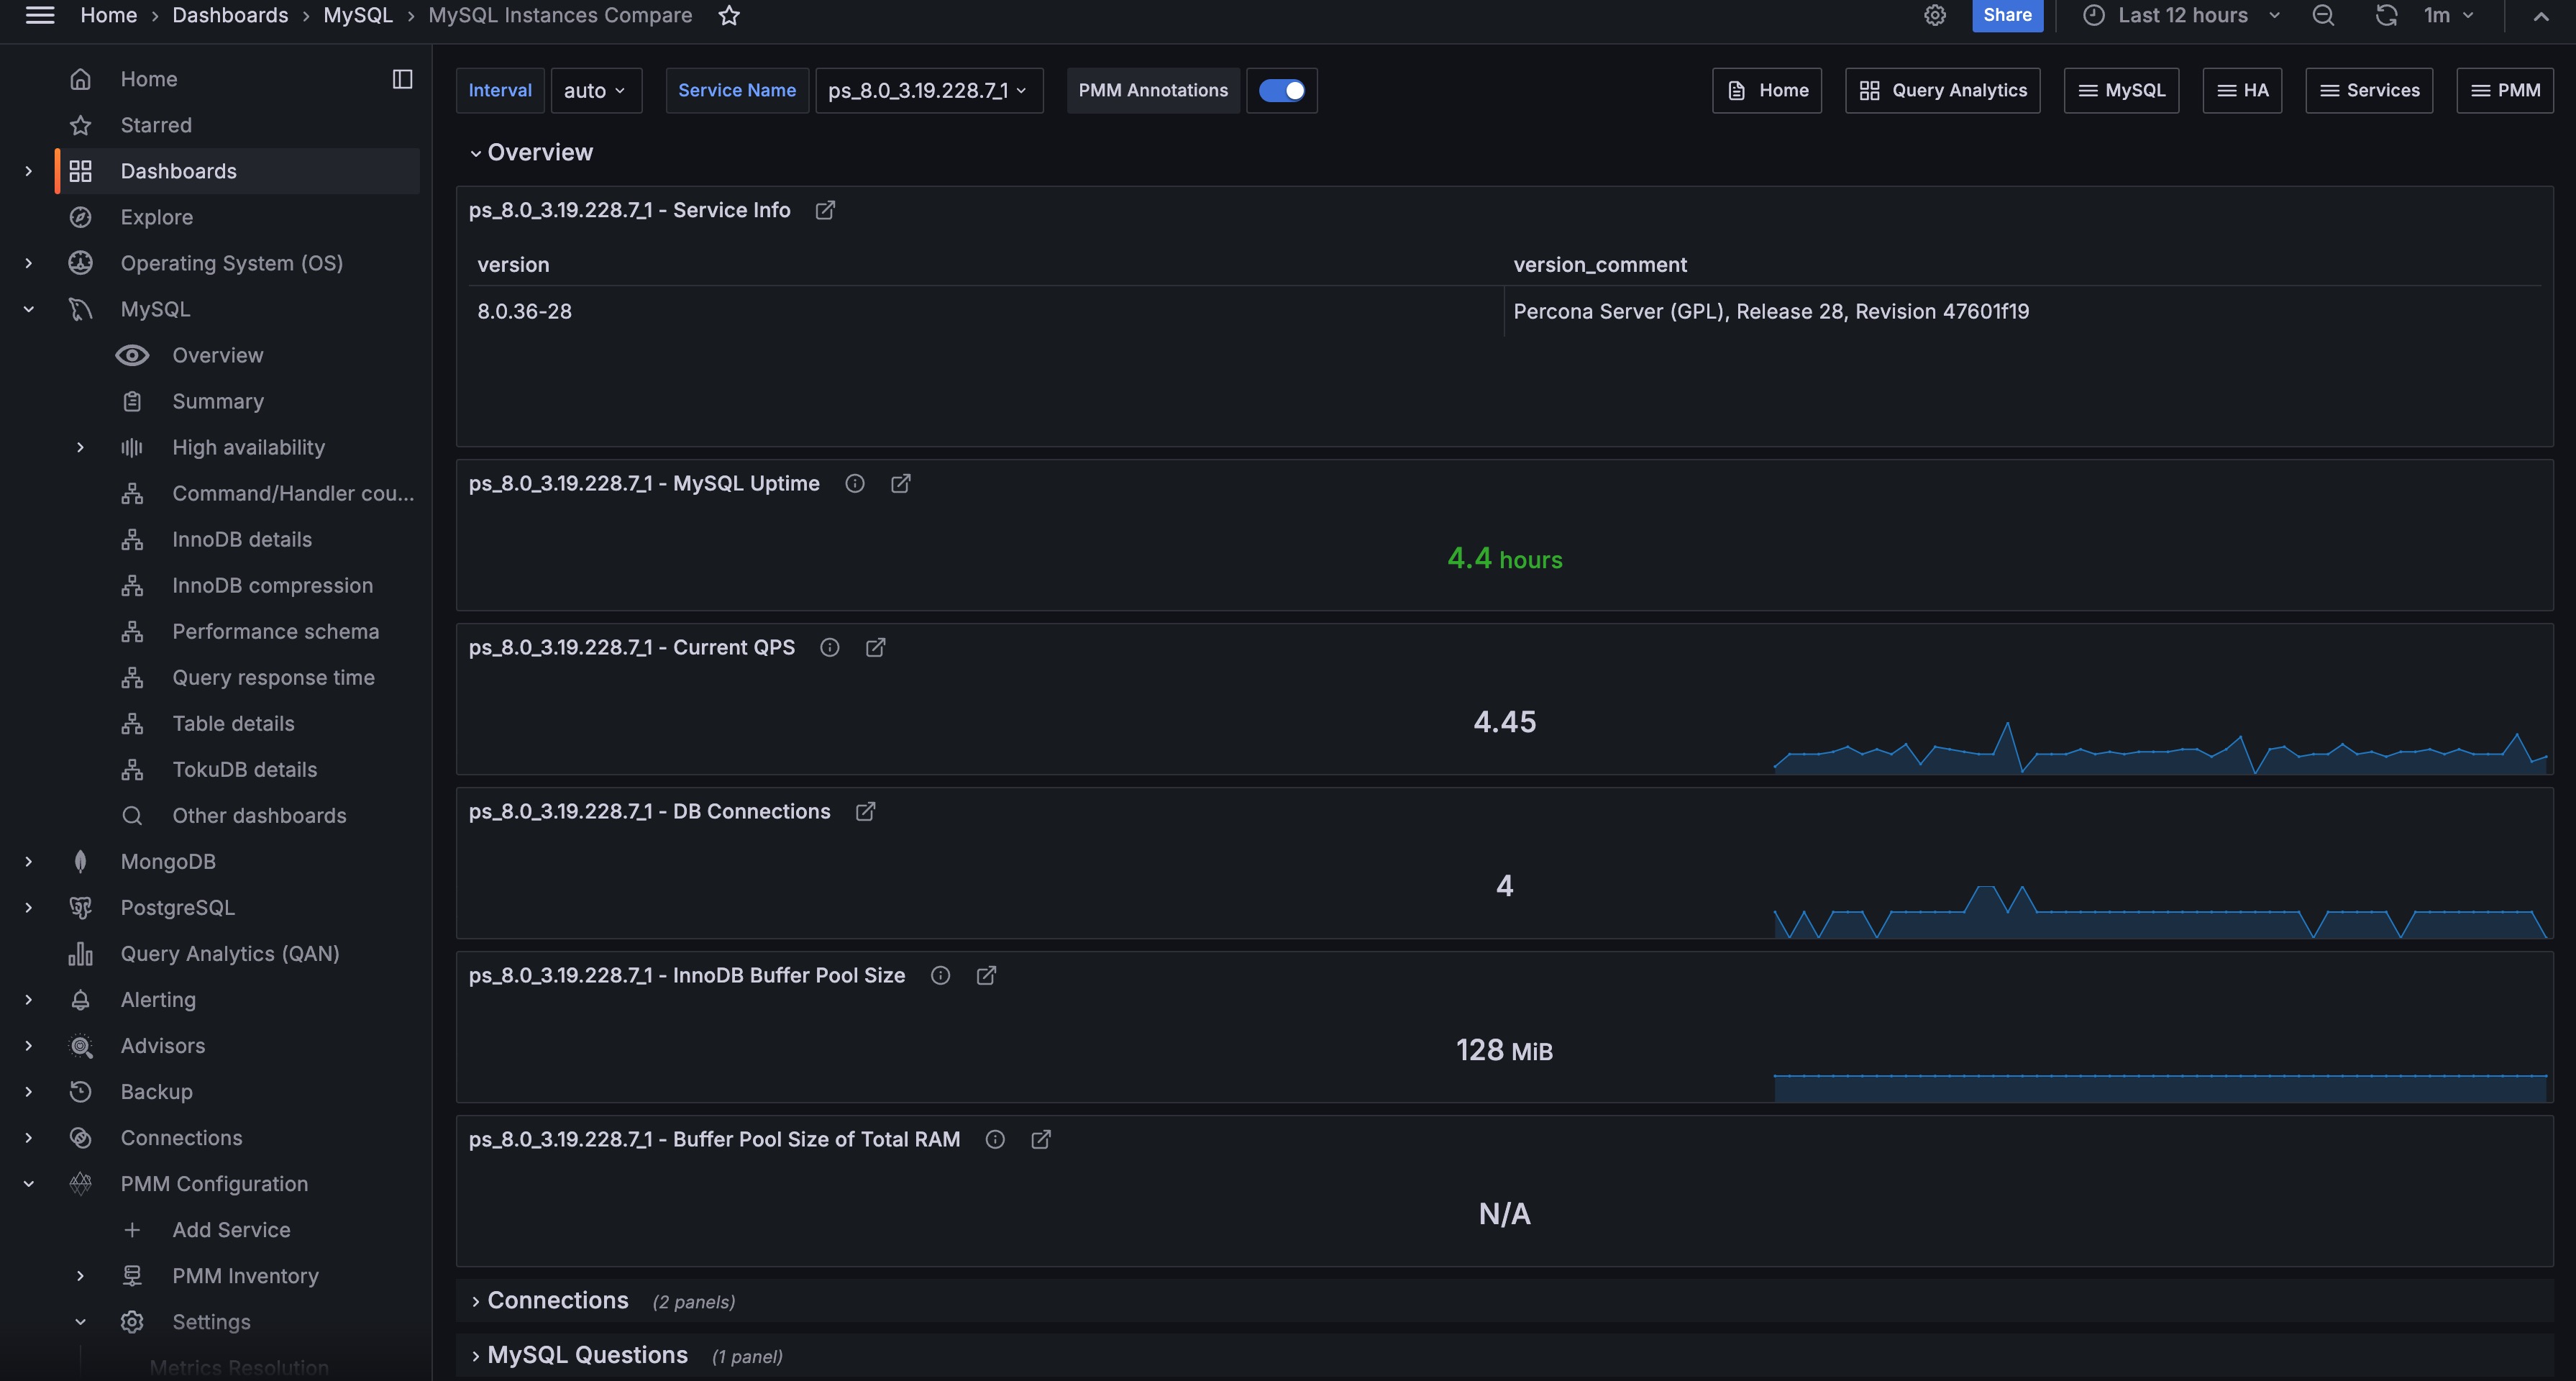 Home › Dashboards › MySQL › MySQL Instances Compare
Share
Last 12 hours
1m
Home
Starred
Dashboards
Explore
Operating System (OS)
MySQL
Overview
Summary
High availability
Command/Handler cou...
InnoDB details
InnoDB compression
Performance schema
Query response time
Table details
TokuDB details
Other dashboards
MongoDB
PostgreSQL
Query Analytics (QAN)
Alerting
Advisors
Backup
Connections
PMM Configuration
Add Service
PMM Inventory
Settings
Metrics Resolution
Interval auto Service Name ps_8.0_3.19.228.7_1 PMM Annotations
Home Query Analytics MySQL HA Services PMM
Overview
ps_8.0_3.19.228.7_1 - Service Info
version version_comment
8.0.36-28 Percona Server (GPL), Release 28, Revision 47601f19
ps_8.0_3.19.228.7_1 - MySQL Uptime
4.4 hours
ps_8.0_3.19.228.7_1 - Current QPS
4.45
ps_8.0_3.19.228.7_1 - DB Connections
4
ps_8.0_3.19.228.7_1 - InnoDB Buffer Pool Size
128 MiB
ps_8.0_3.19.228.7_1 - Buffer Pool Size of Total RAM
N/A
Connections (2 panels)
MySQL Questions (1 panel)